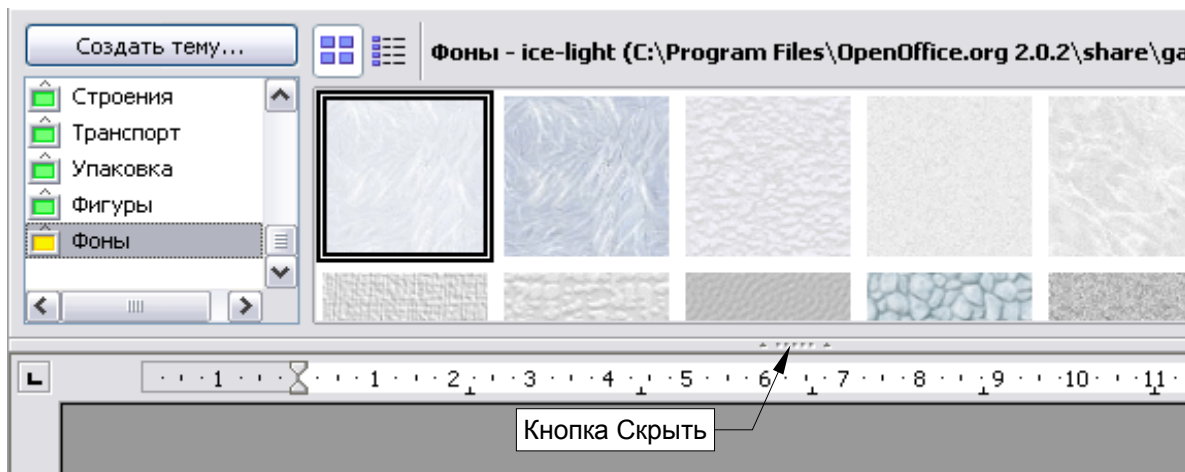 Создать тему...
Фоны - ice-light (C:\Program Files\OpenOffice.org 2.0.2\share\ga
Строения
Транспорт
Упаковка
Фигуры
Фоны
1 1 2 3 4 5 6 7 8 9 10 11
Кнопка Скрыть